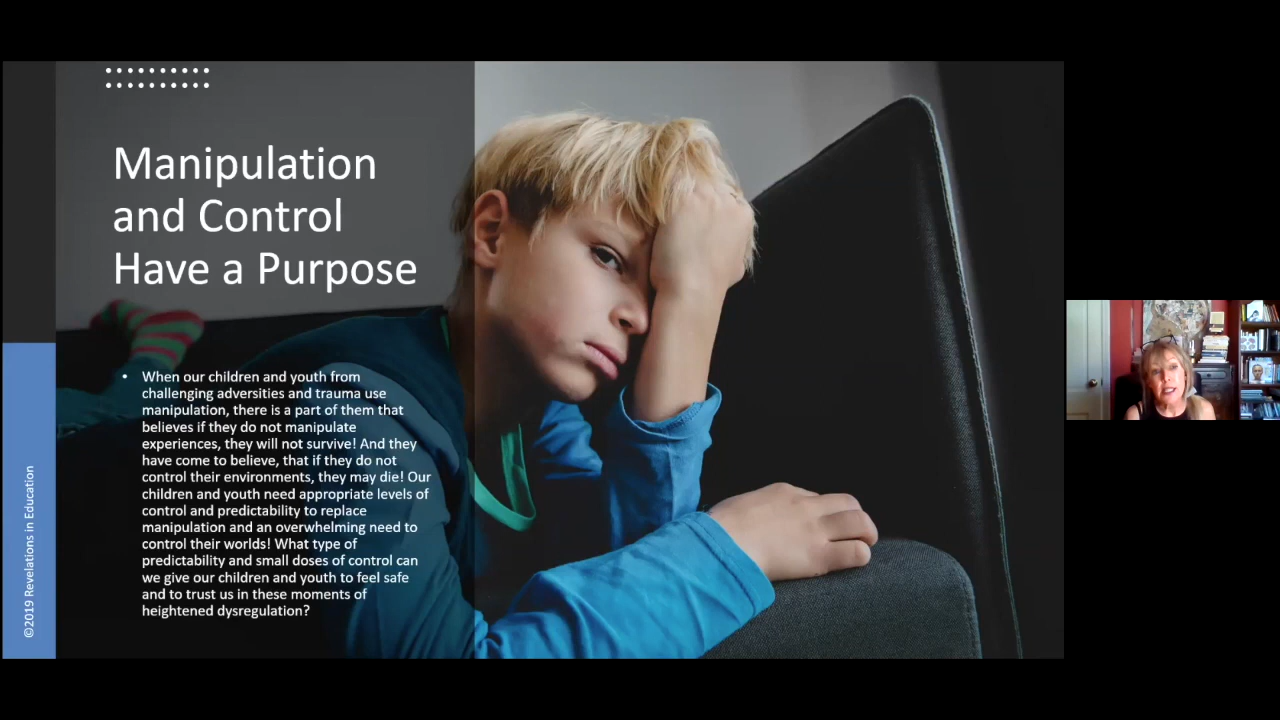 Manipulation
and Control
Have a Purpose
• When our children and youth from
challenging adversities and trauma use
manipulation, there is a part of them that
believes if they do not manipulate
experiences, they will not survive! And they
have come to believe, that if they do not
control their environments, they may die! Our
children and youth need appropriate levels of
control and predictability to replace
manipulation and an overwhelming need to
control their worlds! What type of
predictability and small doses of control can
we give our children and youth to feel safe
and to trust us in these moments of
heightened dysregulation?
©2019 Revelations in Education